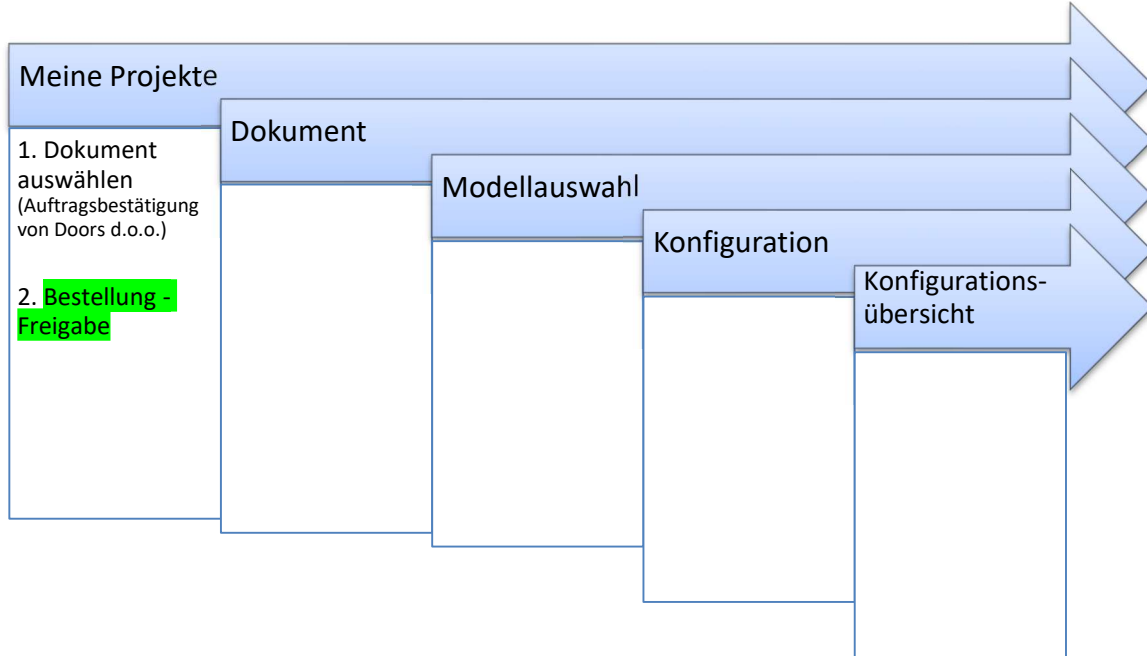 Meine Projekte
1. Dokument
auswählen
(Auftragsbestätigung
von Doors d.o.o.)
2. Bestellung -
Freigabe
Dokument
Modellauswahl
Konfiguration
Konfigurations-
übersicht